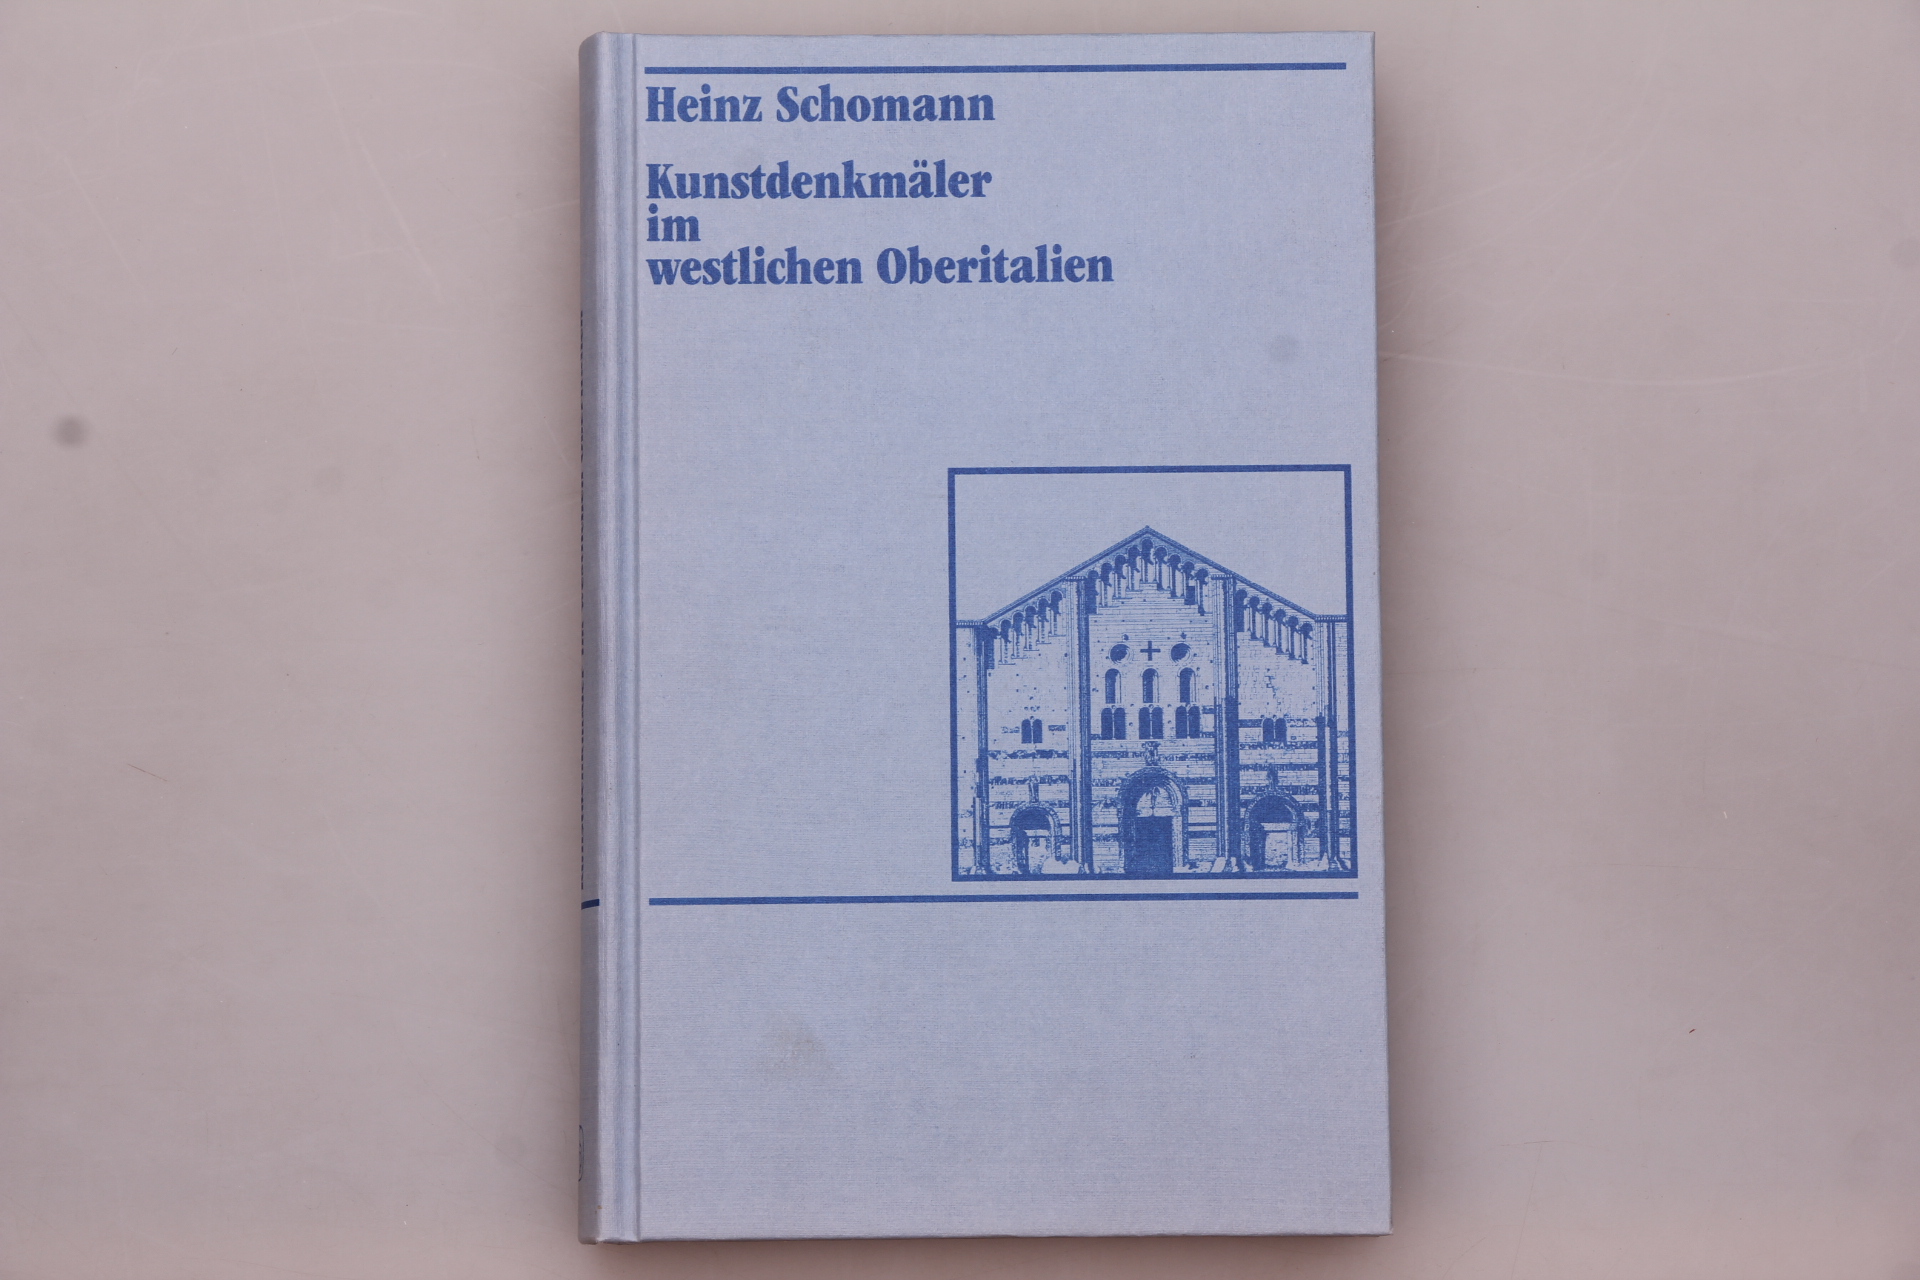 Heinz Schomann
Kunstdenkmäler
im
westlichen Oberitalien